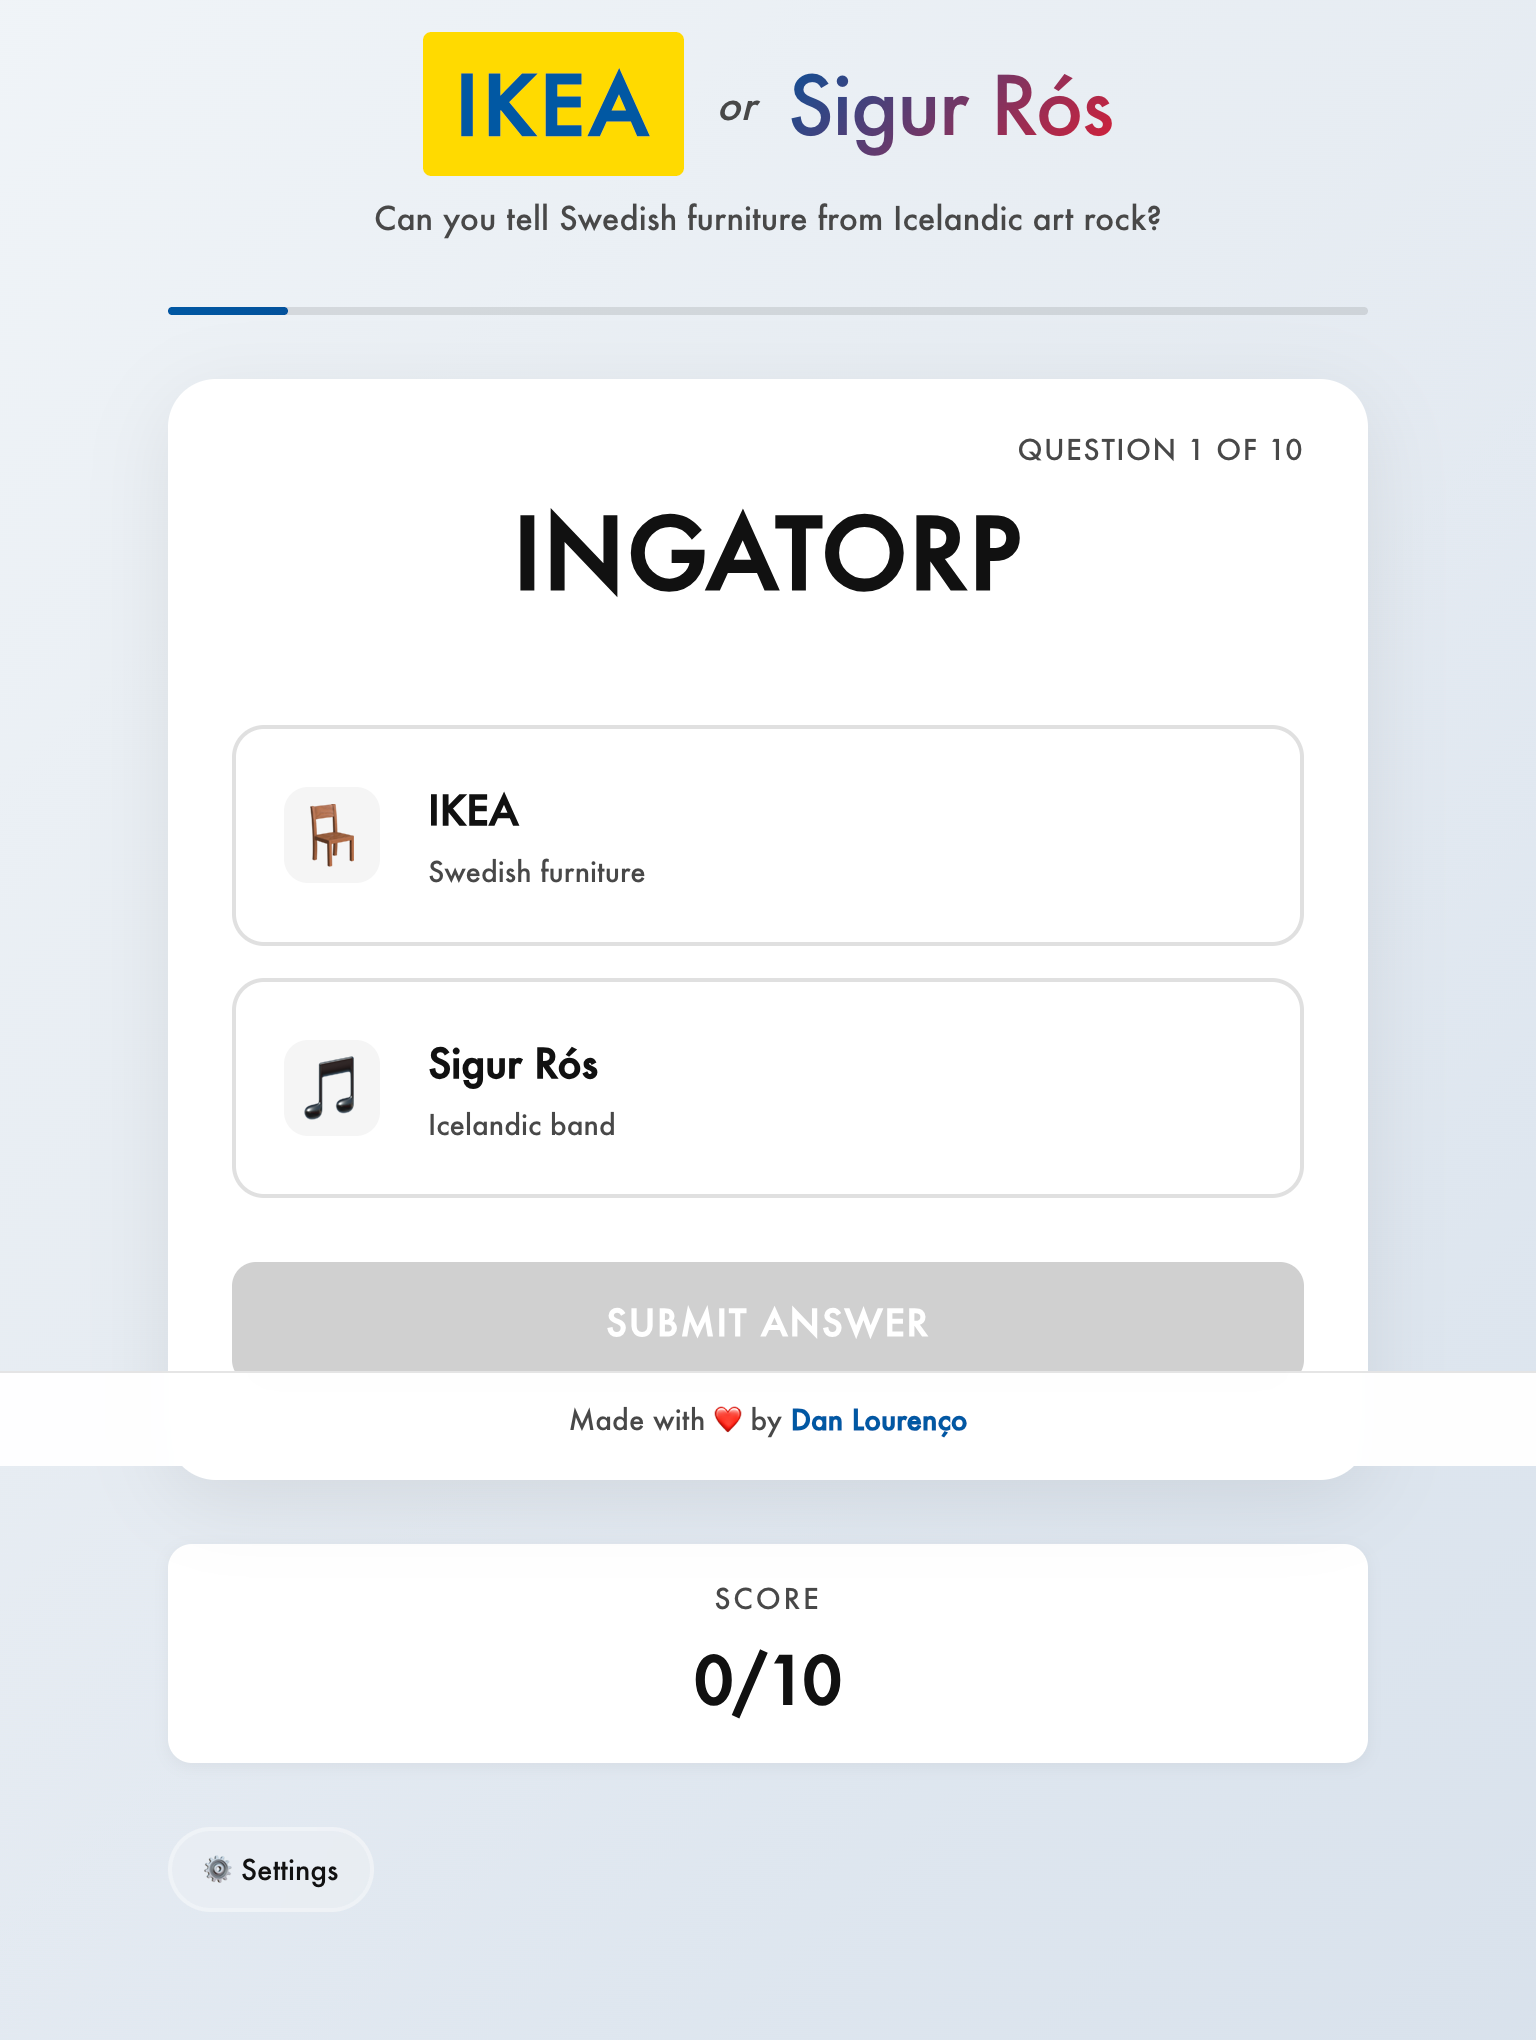 IKEA or Sigur Rós
Can you tell Swedish furniture from Icelandic art rock?
QUESTION 1 OF 10
INGATORP
IKEA
Swedish furniture
Sigur Rós
Icelandic band
SUBMIT ANSWER
Made with ❤️ by Dan Lourenço
SCORE
0/10
⚙️ Settings